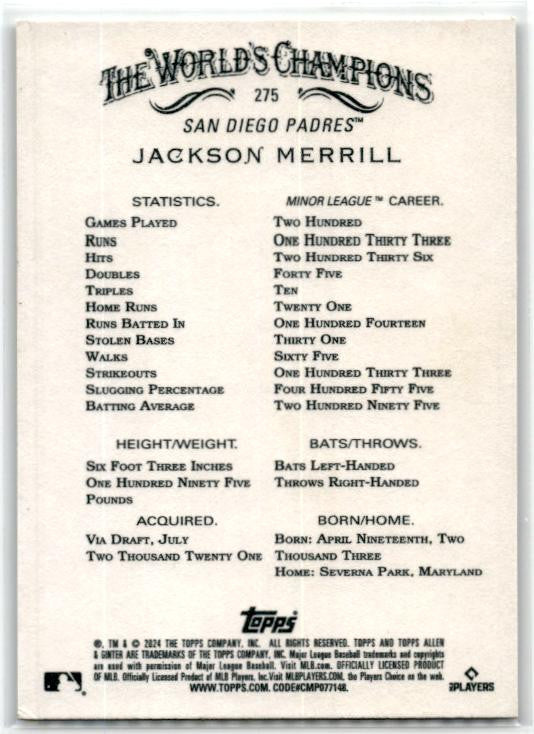 THE WORLD'S CHAMPIONS
275
SAN DIEGO PADRES™
JACKSON MERRILL
STATISTICS. MINOR LEAGUE™ CAREER.
GAMES PLAYED TWO HUNDRED
RUNS ONE HUNDRED THIRTY THREE
HITS TWO HUNDRED THIRTY SIX
DOUBLES FORTY FIVE
TRIPLES TEN
HOME RUNS TWENTY ONE
RUNS BATTED IN ONE HUNDRED FOURTEEN
STOLEN BASES THIRTY ONE
WALKS SIXTY FIVE
STRIKEOUTS ONE HUNDRED THIRTY THREE
SLUGGING PERCENTAGE FOUR HUNDRED FIFTY FIVE
BATTING AVERAGE TWO HUNDRED NINETY FIVE
HEIGHT/WEIGHT.
SIX FOOT THREE INCHES
ONE HUNDRED NINETY FIVE
POUNDS
BATS/THROWS.
BATS LEFT-HANDED
THROWS RIGHT-HANDED
ACQUIRED.
VIA DRAFT, JULY
TWO THOUSAND TWENTY ONE
BORN/HOME.
BORN: APRIL NINETEENTH, TWO
THOUSAND THREE
HOME: SEVERNA PARK, MARYLAND
topps
®, TM & © 2024 THE TOPPS COMPANY, INC. ALL RIGHTS RESERVED. TOPPS AND TOPPS ALLEN
& GINTER ARE TRADEMARKS OF THE TOPPS COMPANY, INC. Major League Baseball trademarks and copyrights
are used with permission of Major League Baseball. Visit MLB.com. OFFICIALLY LICENSED PRODUCT
OF MLB. Officially Licensed Product of MLB Players, Inc. Visit MLBPLAYERS.COM, the Players Choice on the web.
WWW.TOPPS.COM. CODE#CMP077148.
PLAYERS